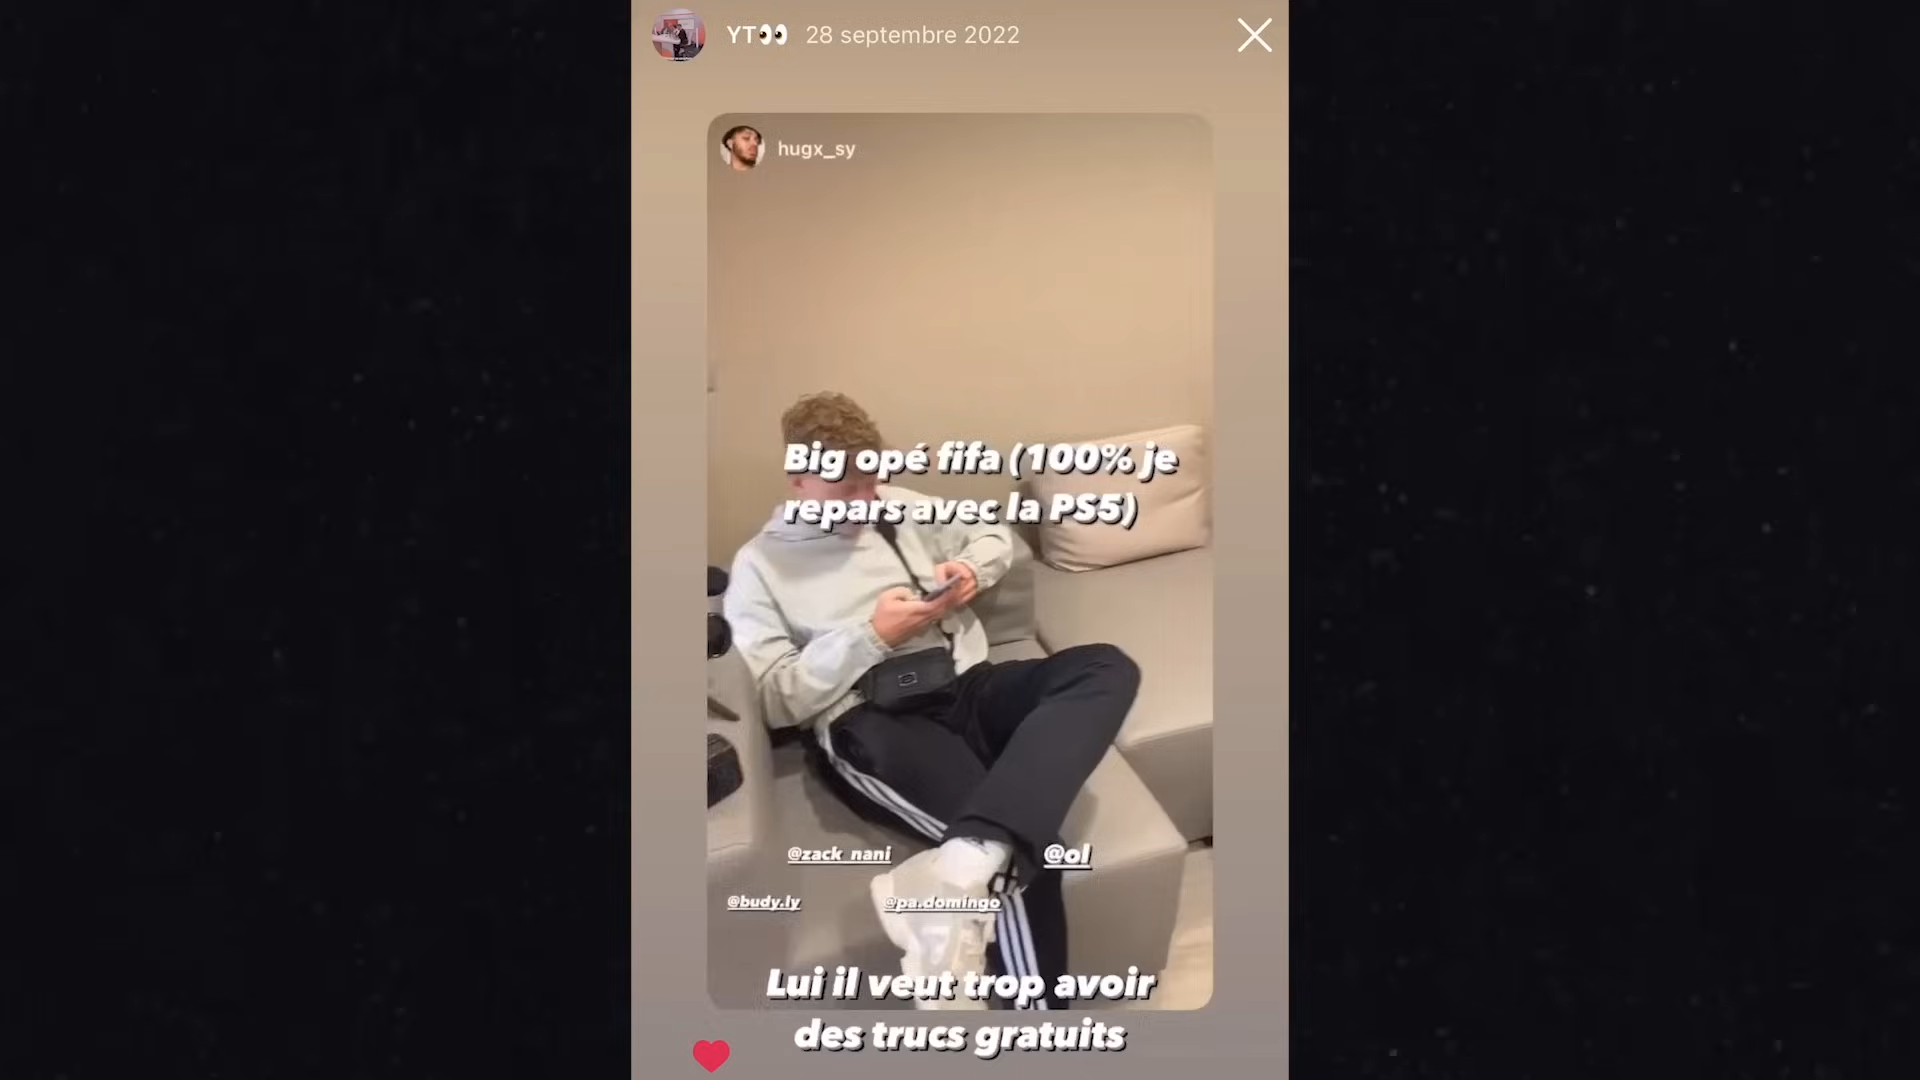 YT👀 28 septembre 2022
hugx_sy
Big opé fifa (100% je
repars avec la PS5)
@zack_nani @ol
@budy.ly @pa.domingo
Lui il veut trop avoir
des trucs gratuits